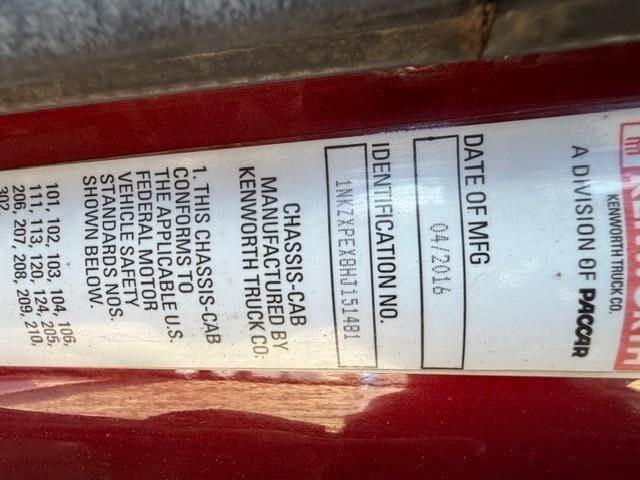 KENWORTH
KENWORTH TRUCK CO.
A DIVISION OF PACCAR
DATE OF MFG
04/2016
IDENTIFICATION NO.
1NKZXPEX8HJ151481
CHASSIS-CAB
MANUFACTURED BY
KENWORTH TRUCK CO.
1. THIS CHASSIS-CAB
CONFORMS TO
THE APPLICABLE U.S.
FEDERAL MOTOR
VEHICLE SAFETY
STANDARDS NOS.
SHOWN BELOW.
101, 102, 103, 104, 106,
111, 113, 120, 124, 205,
206, 207, 208, 209, 210,
302